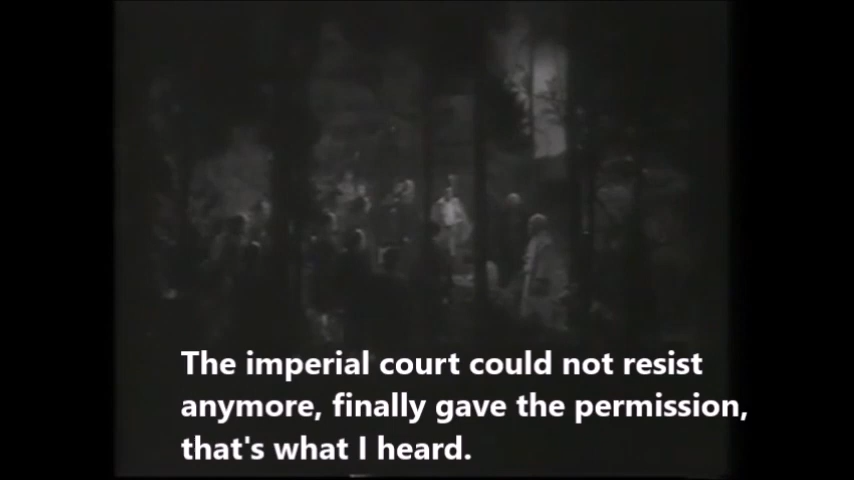 The imperial court could not resist
anymore, finally gave the permission,
that's what I heard.